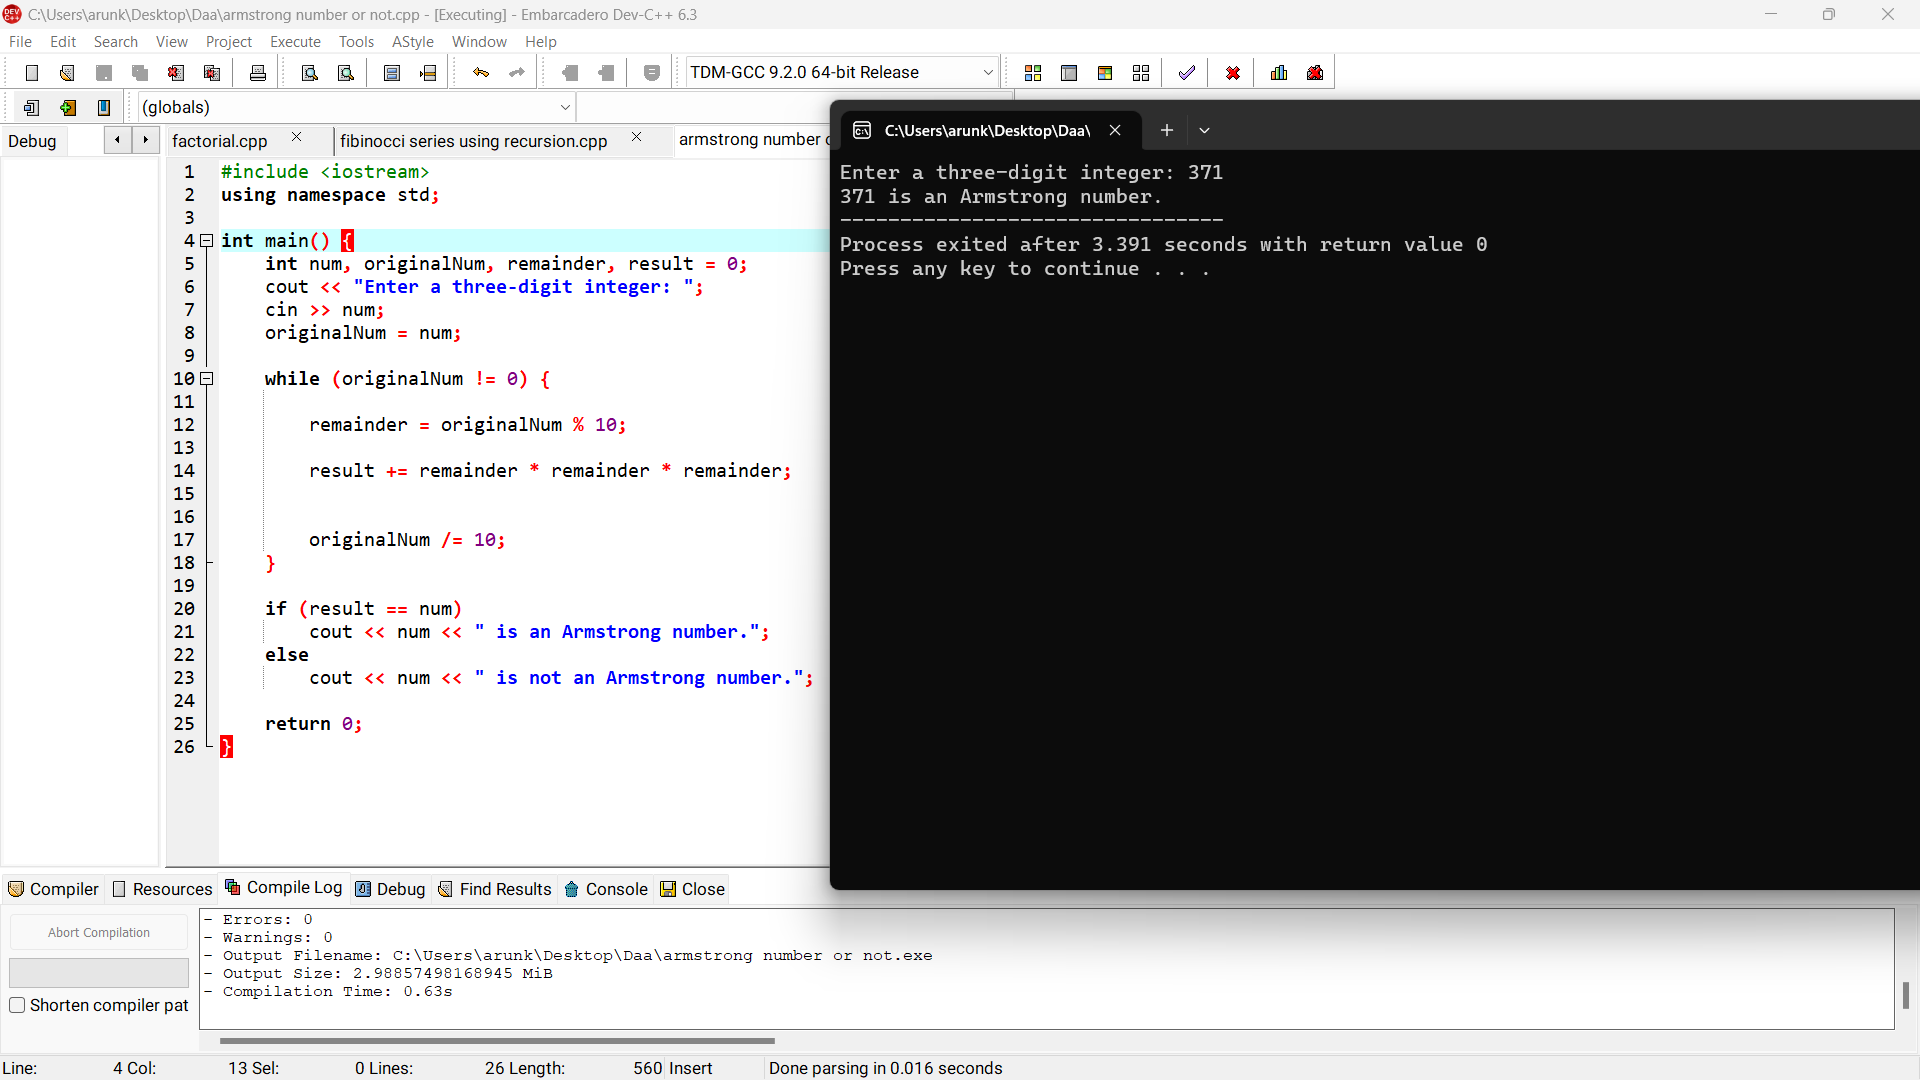 C:\Users\arunk\Desktop\Daa\armstrong number or not.cpp - [Executing] - Embarcadero Dev-C++ 6.3
File Edit Search View Project Execute Tools AStyle Window Help
TDM-GCC 9.2.0 64-bit Release
(globals)
Debug
factorial.cpp
fibinocci series using recursion.cpp
armstrong number
1 #include <iostream>
2 using namespace std;
3
4 int main() {
5 int num, originalNum, remainder, result = 0;
6 cout << "Enter a three-digit integer: ";
7 cin >> num;
8 originalNum = num;
9
10 while (originalNum != 0) {
11
12 remainder = originalNum % 10;
13
14 result += remainder * remainder * remainder;
15
16
17 originalNum /= 10;
18 }
19
20 if (result == num)
21 cout << num << " is an Armstrong number.";
22 else
23 cout << num << " is not an Armstrong number.";
24
25 return 0;
26 }
C:\Users\arunk\Desktop\Daa\
Enter a three-digit integer: 371
371 is an Armstrong number.
--------------------------------
Process exited after 3.391 seconds with return value 0
Press any key to continue . . .
Compiler Resources Compile Log Debug Find Results Console Close
Abort Compilation
Shorten compiler pat
- Errors: 0
- Warnings: 0
- Output Filename: C:\Users\arunk\Desktop\Daa\armstrong number or not.exe
- Output Size: 2.98857498168945 MiB
- Compilation Time: 0.63s
Line: 4 Col: 13 Sel: 0 Lines: 26 Length: 560 Insert Done parsing in 0.016 seconds